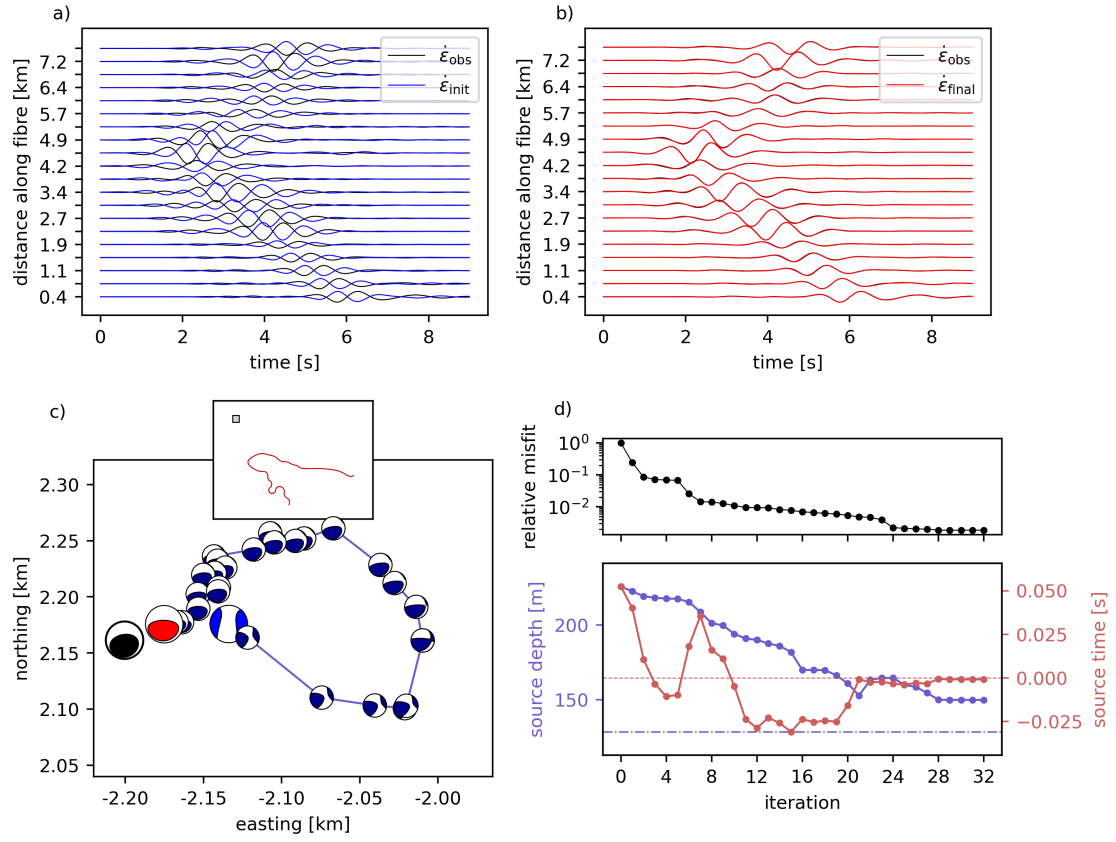 a)
distance along fibre [km]
7.2
6.4
5.7
4.9
4.2
3.4
2.7
1.9
1.1
0.4
ε̇obs
ε̇init
0 2 4 6 8
time [s]
b)
distance along fibre [km]
7.2
6.4
5.7
4.9
4.2
3.4
2.7
1.9
1.1
0.4
ε̇obs
ε̇final
0 2 4 6 8
time [s]
c)
northing [km]
2.30
2.25
2.20
2.15
2.10
2.05
-2.20 -2.15 -2.10 -2.05 -2.00
easting [km]
d)
relative misfit
10⁰
10⁻¹
10⁻²
source depth [m]
200
150
0.050
0.025
0.000
−0.025
source time [s]
0 4 8 12 16 20 24 28 32
iteration